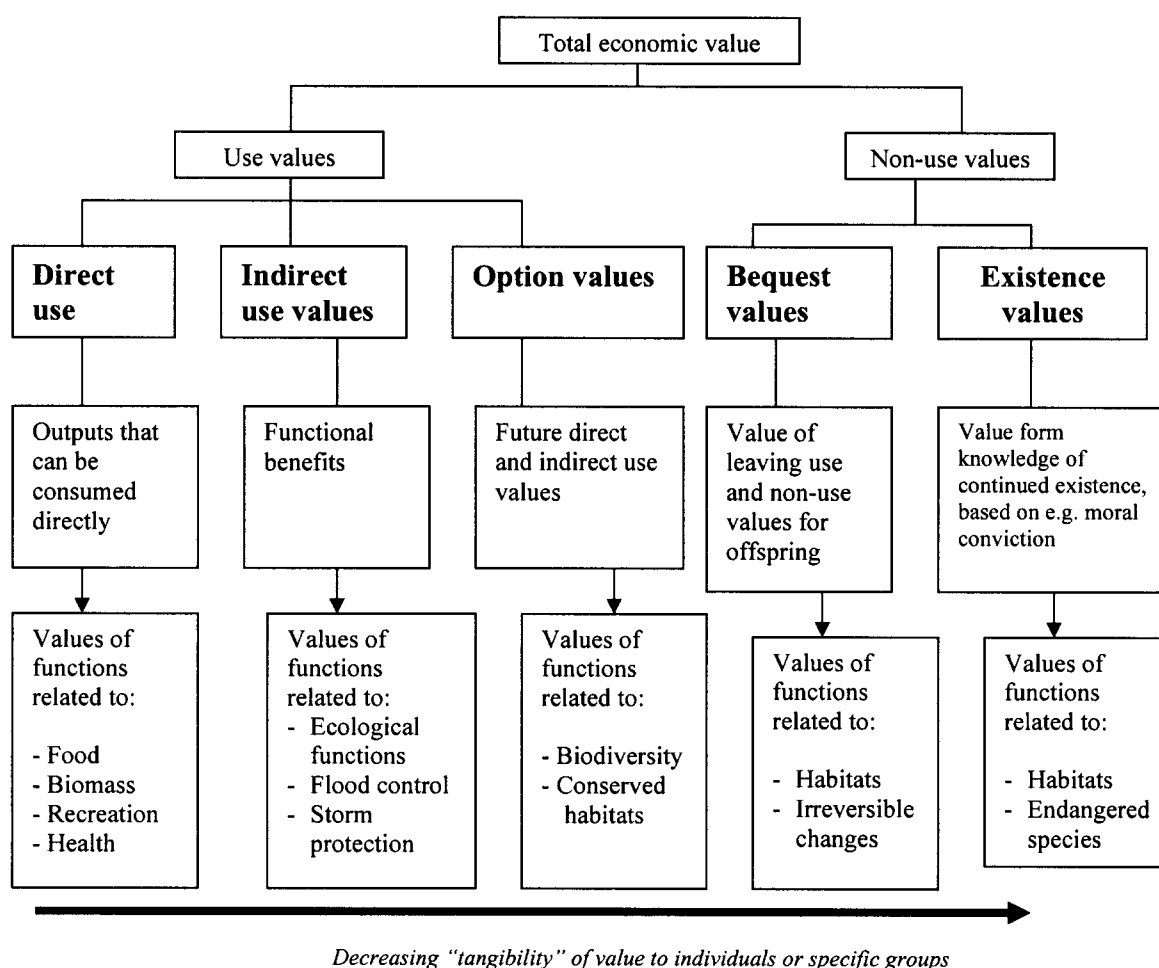 Total economic value
Use values
Non-use values
Direct
use
Indirect
use values
Option values
Bequest
values
Existence
values
Outputs that
can be
consumed
directly
Functional
benefits
Future direct
and indirect use
values
Value of
leaving use
and non-use
values for
offspring
Value form
knowledge of
continued existence,
based on e.g. moral
conviction
Values of
functions
related to:
- Food
- Biomass
- Recreation
- Health
Values of
functions
related to:
- Ecological
functions
- Flood control
- Storm
protection
Values of
functions
related to:
- Biodiversity
- Conserved
habitats
Values of
functions
related to:
- Habitats
- Irreversible
changes
Values of
functions
related to:
- Habitats
- Endangered
species
Decreasing “tangibility” of value to individuals or specific groups